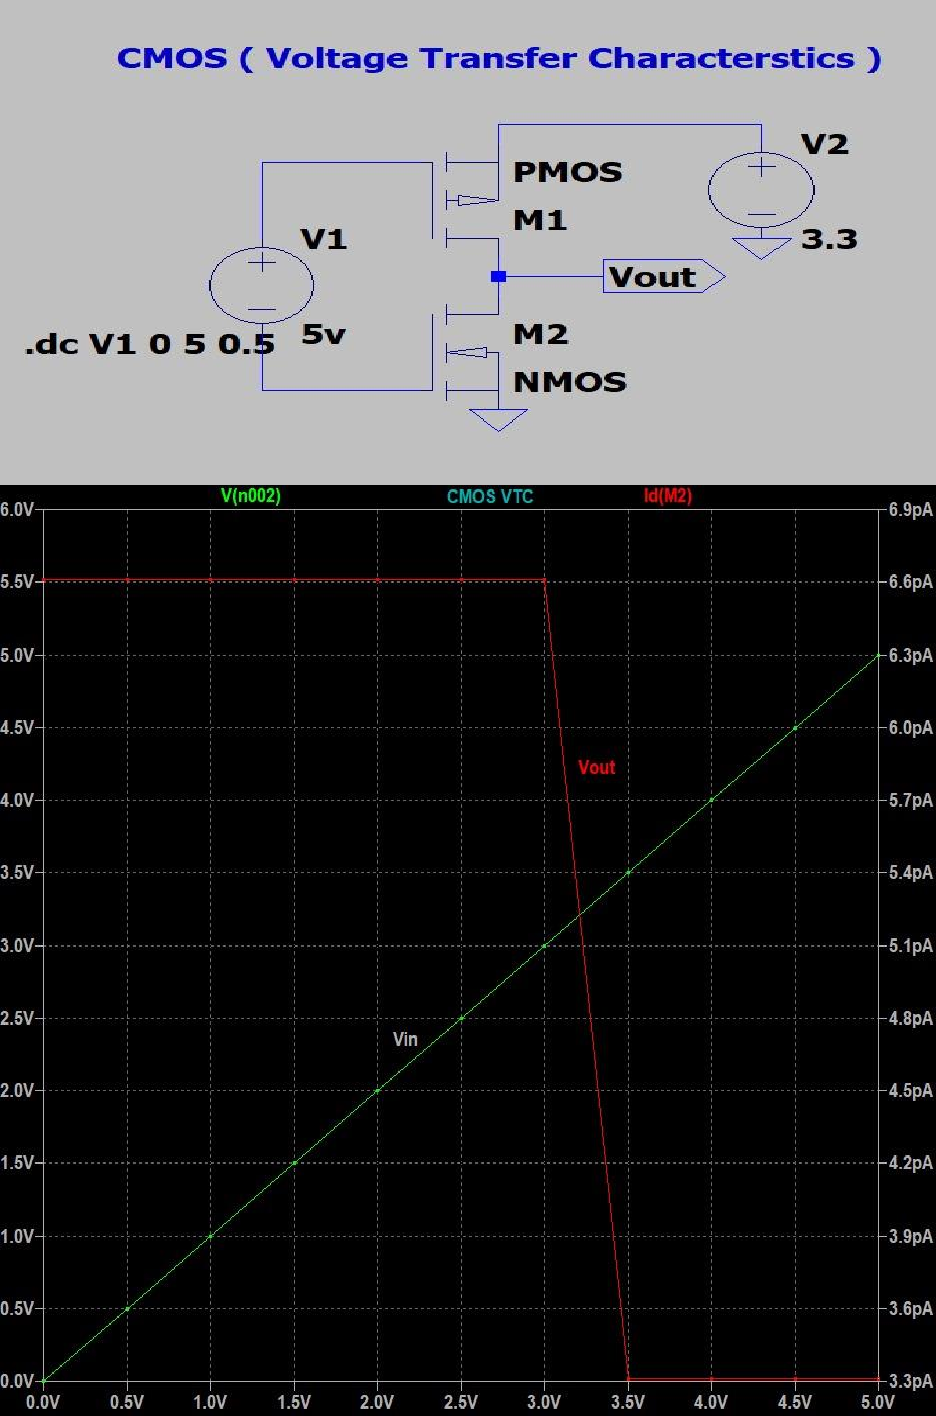 CMOS ( Voltage Transfer Characterstics )
V2
PMOS
M1
V1
3.3
Vout
.dc V1 0 5 0.5
5v
M2
NMOS
V(n002) CMOS VTC Id(M2)
6.0V 6.9pA
5.5V 6.6pA
5.0V 6.3pA
4.5V 6.0pA
Vout
4.0V 5.7pA
3.5V 5.4pA
3.0V 5.1pA
2.5V 4.8pA
Vin
2.0V 4.5pA
1.5V 4.2pA
1.0V 3.9pA
0.5V 3.6pA
0.0V 3.3pA
0.0V 0.5V 1.0V 1.5V 2.0V 2.5V 3.0V 3.5V 4.0V 4.5V 5.0V